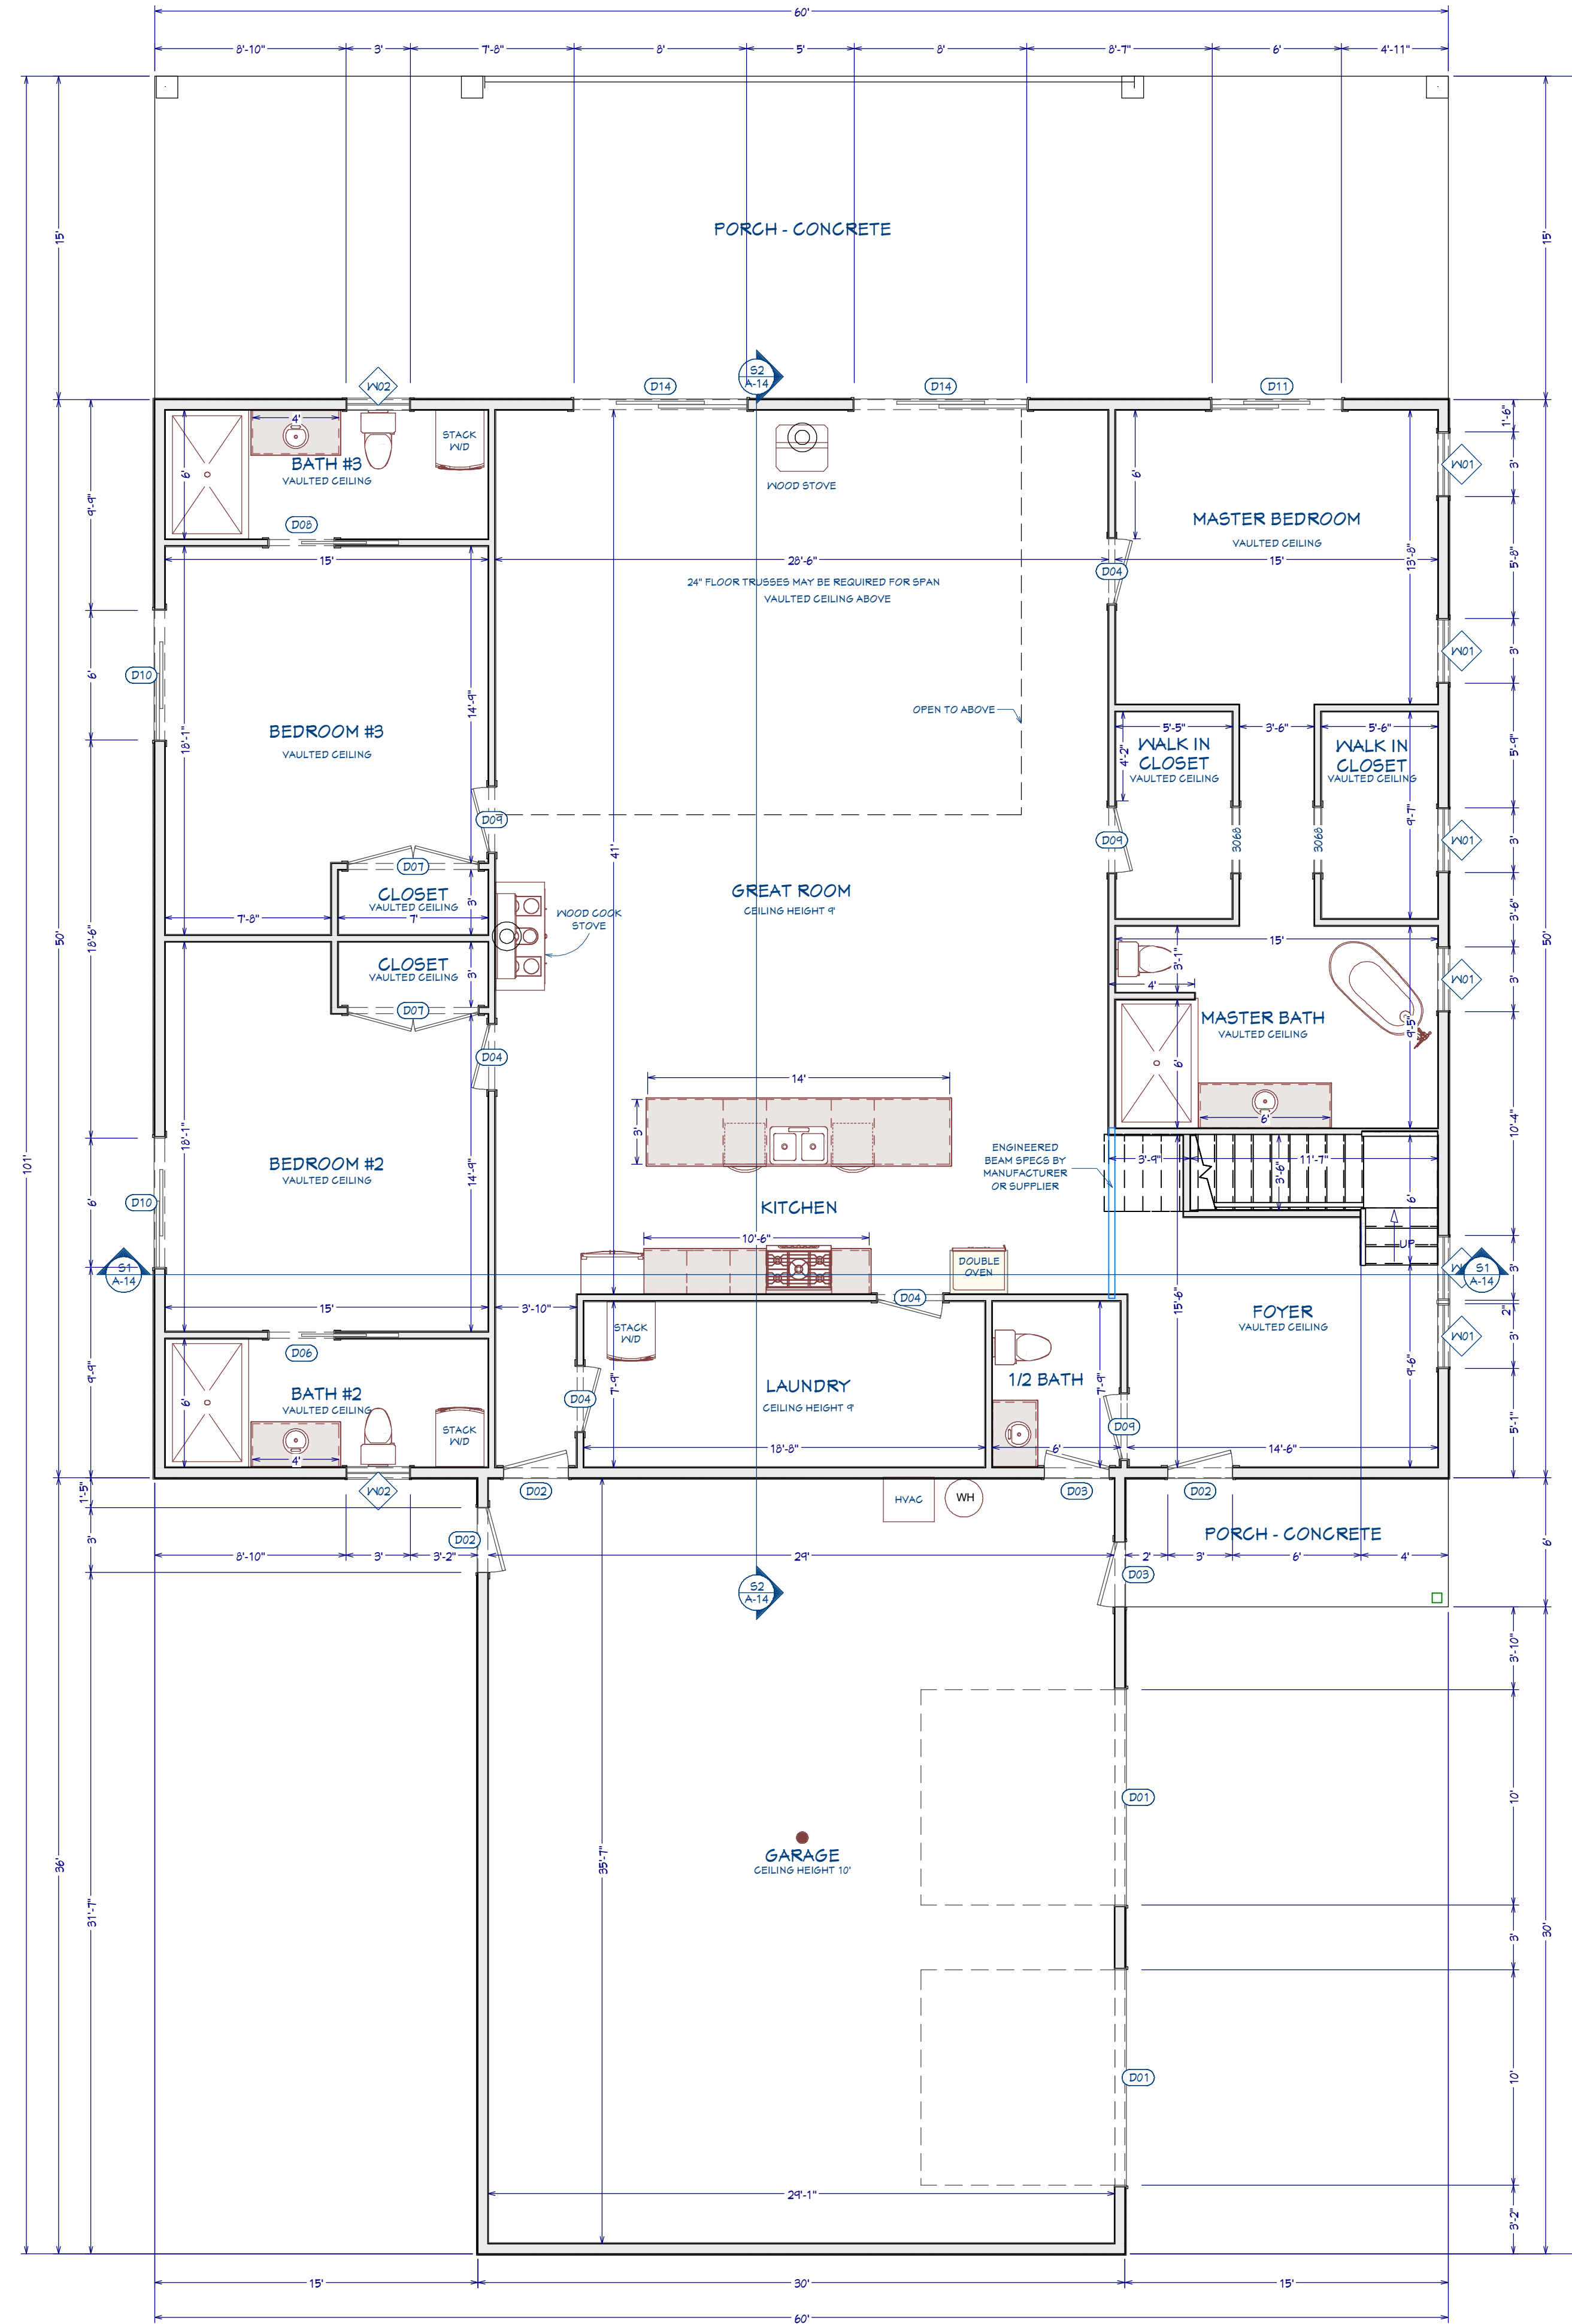 60'
8'-10" 3' 7'-8" 8' 5' 8' 8'-7" 6' 4'-11"
15'
15'
PORCH - CONCRETE
W02
D14
S2
A-14
D14
D11
4'
STACK
W/D
BATH #3
VAULTED CEILING
6'
WOOD STOVE
1'-6"
W01
3'
6'
MASTER BEDROOM
VAULTED CEILING
13'-8"
9'-9"
D08
15'
28'-6"
D04
15'
5'-8"
24" FLOOR TRUSSES MAY BE REQUIRED FOR SPAN
VAULTED CEILING ABOVE
6'
D10
W01
3'
14'-9"
OPEN TO ABOVE
BEDROOM #3
VAULTED CEILING
18'-1"
5'-5" 3'-6" 5'-6"
4'-2"
WALK IN
CLOSET
VAULTED CEILING
WALK IN
CLOSET
VAULTED CEILING
5'-9"
9'-7"
D09
D09
3068
3068
W01
3'
41'
D07
CLOSET
VAULTED CEILING
3'
7'-8" 7'
GREAT ROOM
CEILING HEIGHT 9'
WOOD COOK
STOVE
3'-6"
50'
18'-6"
50'
15'
3'-1"
4'
CLOSET
VAULTED CEILING
3'
D07
W01
3'
MASTER BATH
VAULTED CEILING
9'-5"
D04
6'
14'
3'
6'
10'-4"
101'
18'-1"
14'-9"
BEDROOM #2
VAULTED CEILING
ENGINEERED
BEAM SPECS BY
MANUFACTURER
OR SUPPLIER
3'-9" 11'-7"
3'-6"
6'
UP
D10
6'
KITCHEN
10'-6"
DOUBLE
OVEN
S1
A-14
S1
A-14
3'
D04
15' 3'-10"
15'-6"
FOYER
VAULTED CEILING
2"
3'
W01
D06
STACK
W/D
9'-9"
7'-9"
D04
LAUNDRY
CEILING HEIGHT 9'
1/2 BATH
7'-9"
9'-6"
BATH #2
VAULTED CEILING
6'
4'
STACK
W/D
D09
18'-8" 6' 14'-6"
5'-1"
W02
D02
HVAC
WH
D03
D02
1'-5"
3'
D02
PORCH - CONCRETE
8'-10" 3' 3'-2" 29' 2' 3' 6' 4'
6'
D03
S2
A-14
3'-10"
D01
10'
36'
31'-7"
35'-7"
GARAGE
CEILING HEIGHT 10'
3'
30'
D01
10'
29'-1"
3'-2"
15' 30' 15'
60'